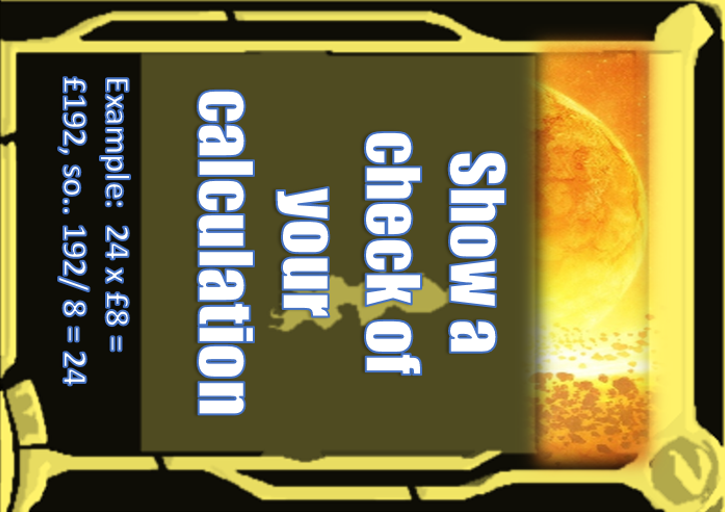 Show a
check of
your
calculation
Example:  24 x £8 =
£192, so.. 192/ 8 = 24